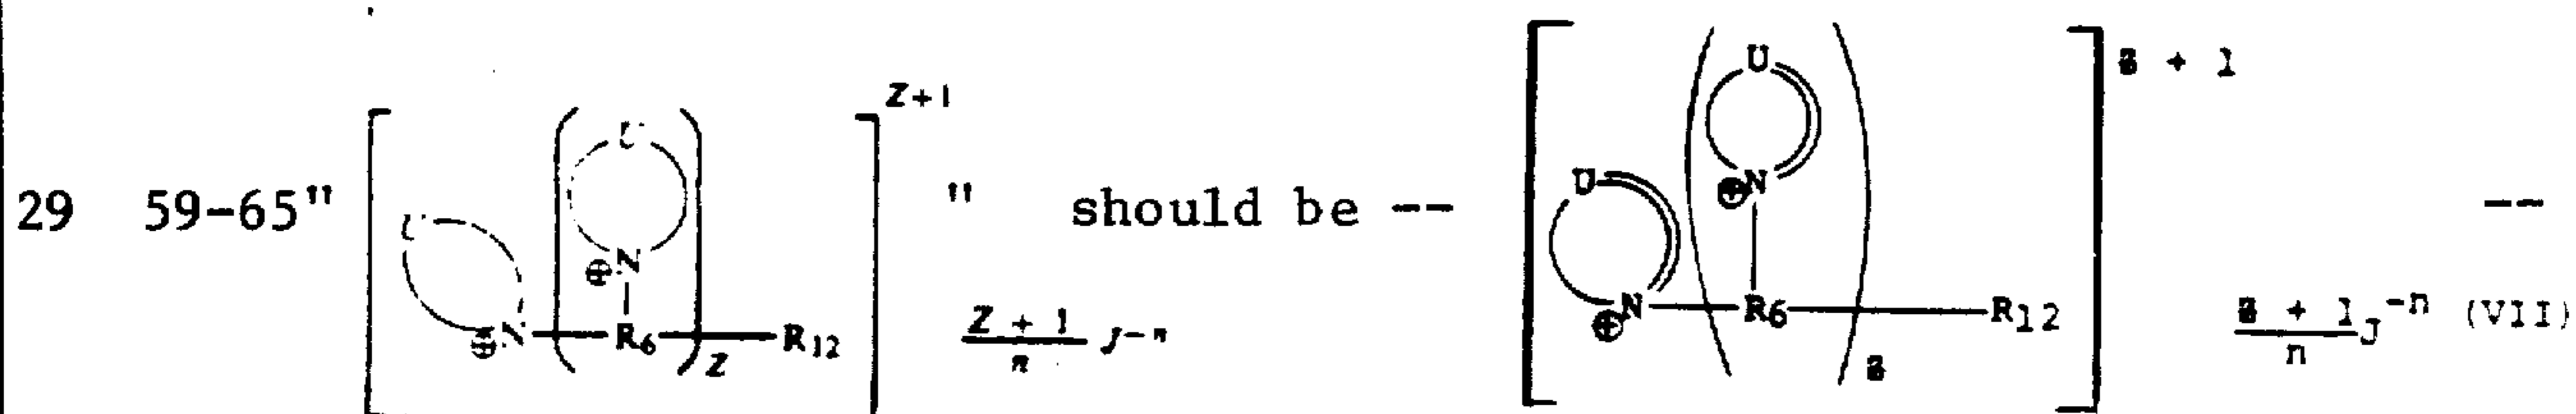 29 59-65" [ U N⊕ ( U N⊕ R6 )Z R12 ]Z+1 Z + 1 / n J-n " should be -- [ U N⊕ ( U N⊕ R6 ) R12 ] + 1 + 1 / n J-n (VII) --